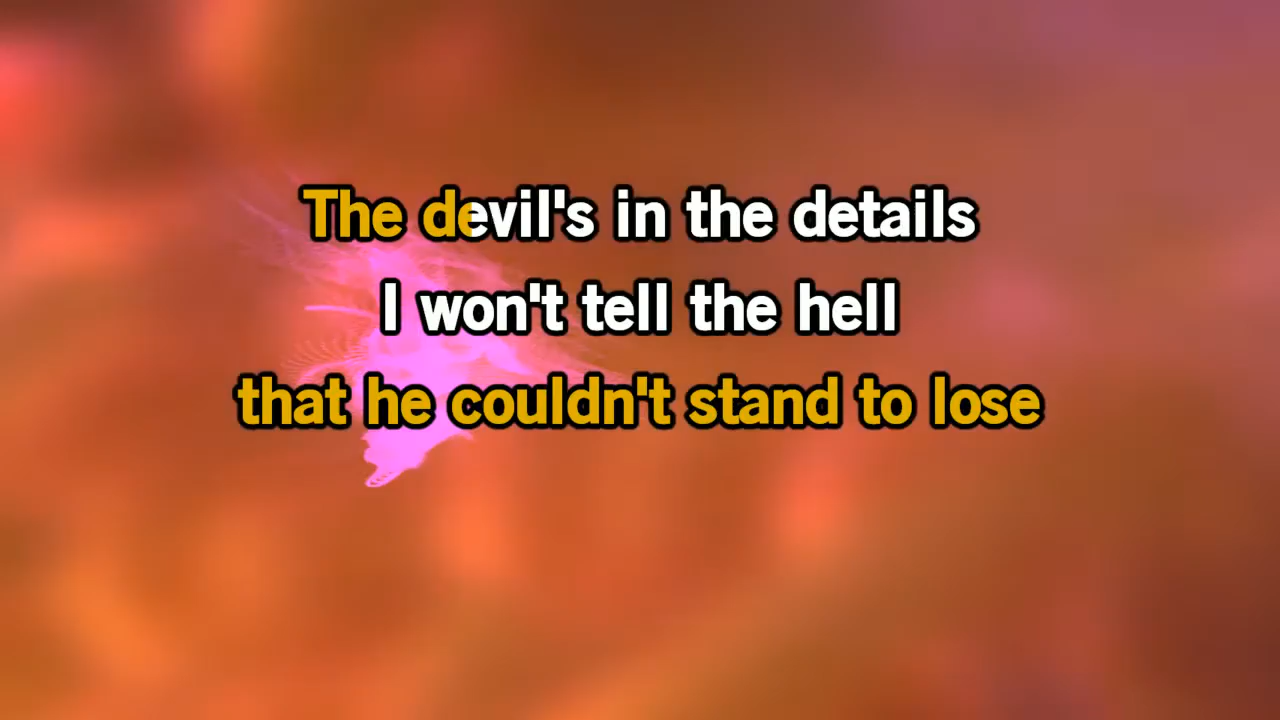 The devil's in the details
I won't tell the hell
that he couldn't stand to lose